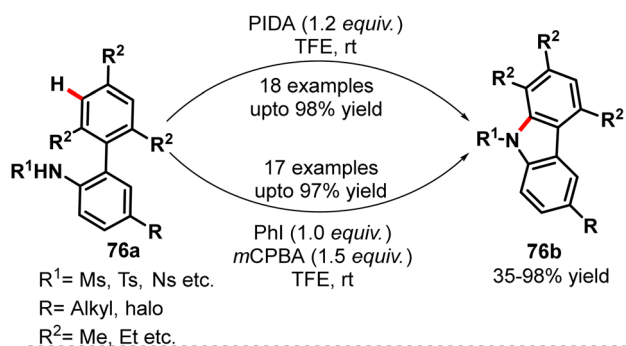 PIDA (1.2 equiv.)
TFE, rt
18 examples
upto 98% yield
17 examples
upto 97% yield
PhI (1.0 equiv.)
mCPBA (1.5 equiv.)
TFE, rt
R²
H
R²
R²
R¹HN
R
76a
R¹= Ms, Ts, Ns etc.
R= Alkyl, halo
R²= Me, Et etc.
R²
R²
R²
R¹-N
R
76b
35-98% yield